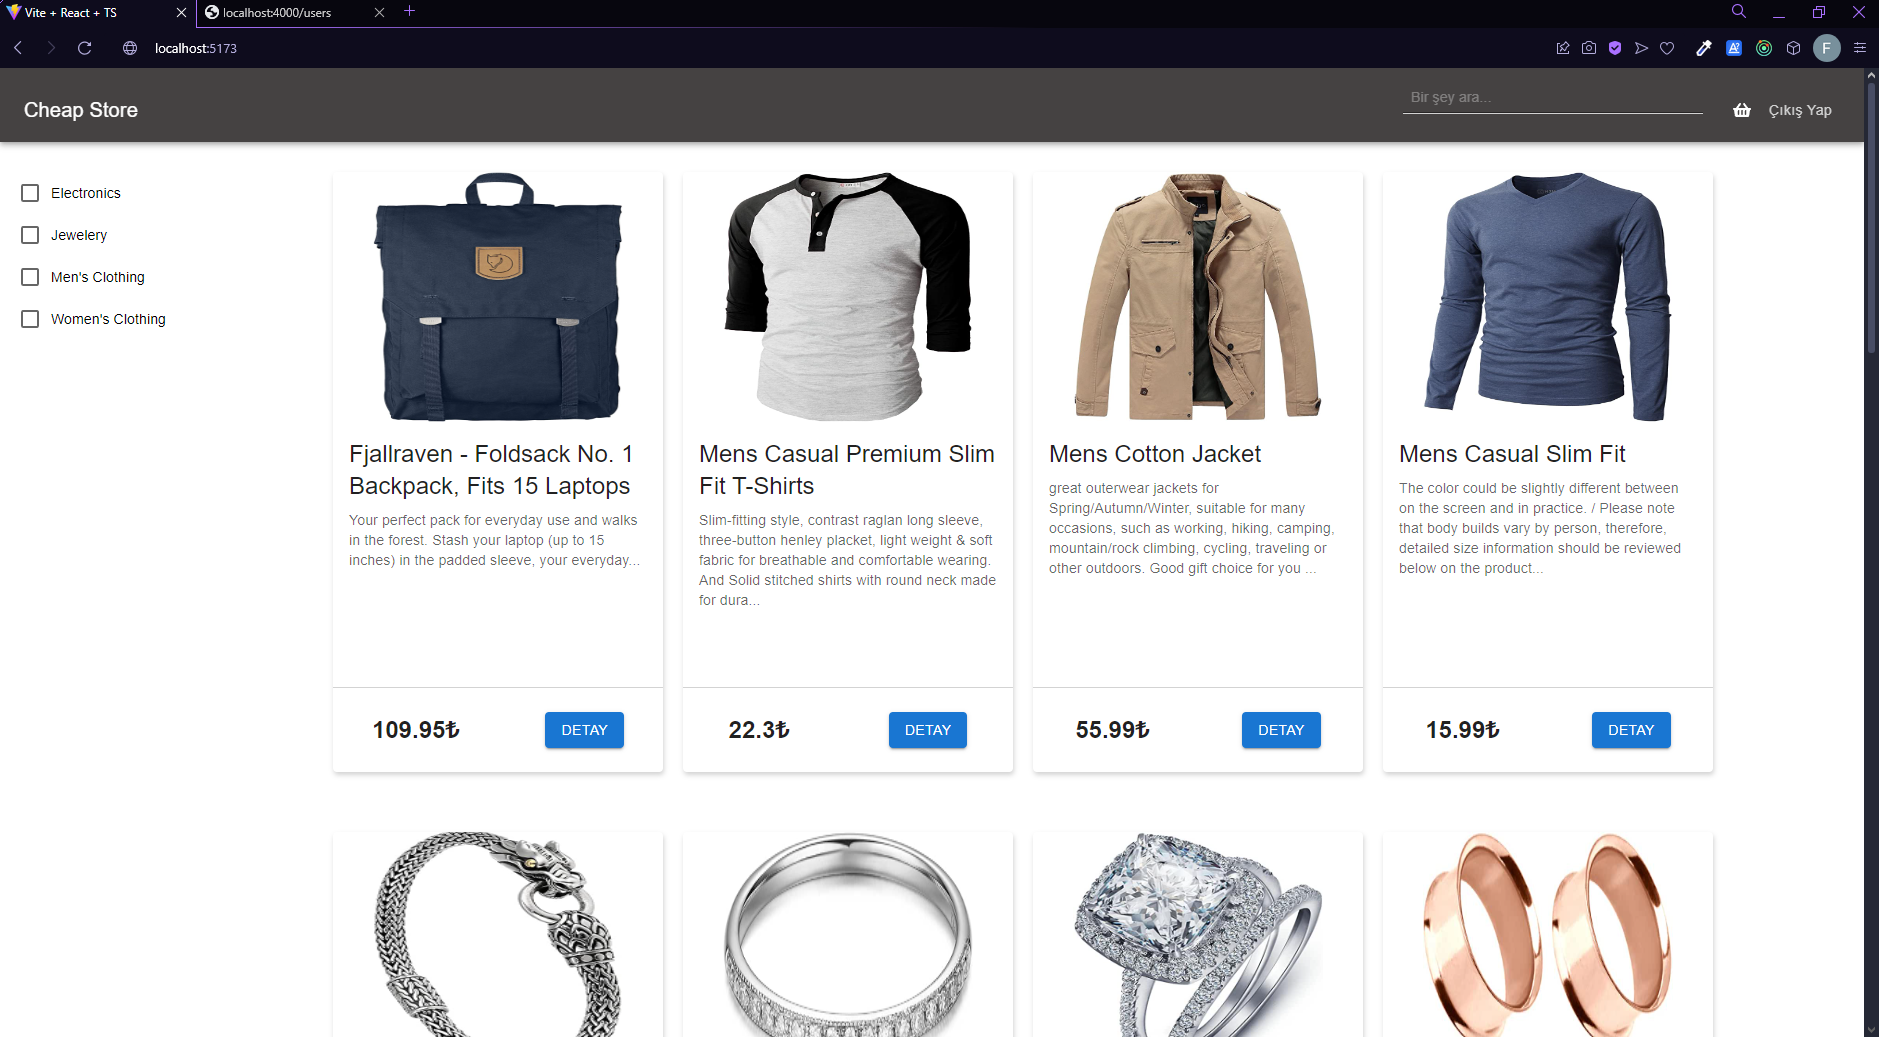 Vite + React + TS
localhost:4000/users
localhost:5173
F
Cheap Store
Bir şey ara...
Çıkış Yap
Electronics
Jewelery
Men's Clothing
Women's Clothing
Fjallraven - Foldsack No. 1
Backpack, Fits 15 Laptops
Your perfect pack for everyday use and walks
in the forest. Stash your laptop (up to 15
inches) in the padded sleeve, your everyday...
109.95₺
DETAY
Mens Casual Premium Slim
Fit T-Shirts
Slim-fitting style, contrast raglan long sleeve,
three-button henley placket, light weight & soft
fabric for breathable and comfortable wearing.
And Solid stitched shirts with round neck made
for dura...
22.3₺
DETAY
Mens Cotton Jacket
great outerwear jackets for
Spring/Autumn/Winter, suitable for many
occasions, such as working, hiking, camping,
mountain/rock climbing, cycling, traveling or
other outdoors. Good gift choice for you ...
55.99₺
DETAY
Mens Casual Slim Fit
The color could be slightly different between
on the screen and in practice. / Please note
that body builds vary by person, therefore,
detailed size information should be reviewed
below on the product...
15.99₺
DETAY